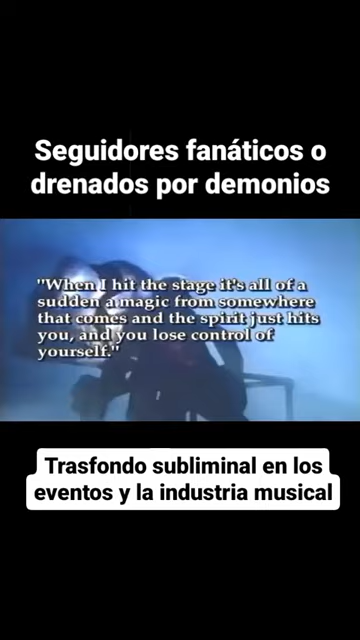 Seguidores fanáticos o
drenados por demonios
"When I hit the stage it's all of a
sudden a magic from somewhere
that comes and the spirit just hits
you, and you lose control of
yourself."
Trasfondo subliminal en los
eventos y la industria musical